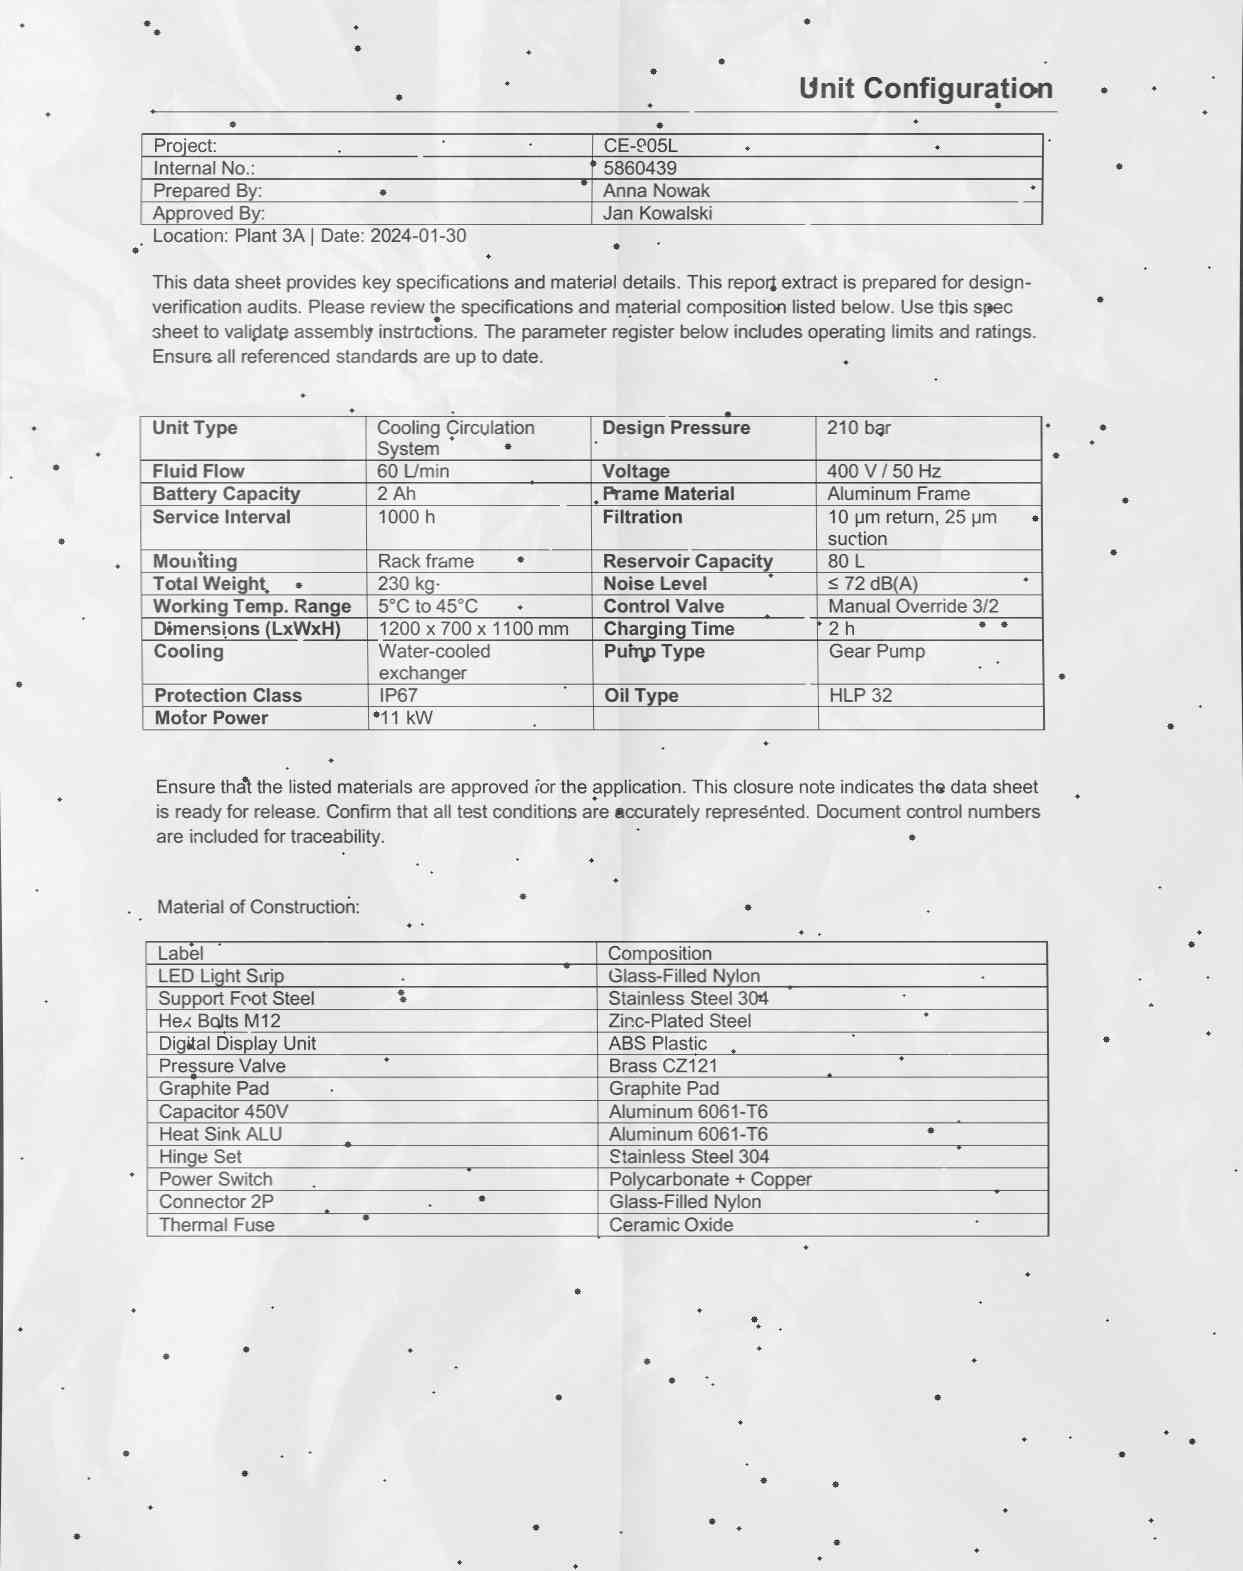 Unit Configuration
Project: CE-905L
Internal No.: 5860439
Prepared By: Anna Nowak
Approved By: Jan Kowalski
Location: Plant 3A | Date: 2024-01-30
This data sheet provides key specifications and material details. This report extract is prepared for design-
verification audits. Please review the specifications and material composition listed below. Use this spec
sheet to validate assembly instructions. The parameter register below includes operating limits and ratings.
Ensure all referenced standards are up to date.
Unit Type Cooling Circulation Design Pressure 210 bar
System
Fluid Flow 60 L/min Voltage 400 V / 50 Hz
Battery Capacity 2 Ah Frame Material Aluminum Frame
Service Interval 1000 h Filtration 10 µm return, 25 µm
suction
Mounting Rack frame Reservoir Capacity 80 L
Total Weight 230 kg Noise Level ≤ 72 dB(A)
Working Temp. Range 5°C to 45°C Control Valve Manual Override 3/2
Dimensions (LxWxH) 1200 x 700 x 1100 mm Charging Time 2 h
Cooling Water-cooled Pump Type Gear Pump
exchanger
Protection Class IP67 Oil Type HLP 32
Motor Power 11 kW
Ensure that the listed materials are approved for the application. This closure note indicates the data sheet
is ready for release. Confirm that all test conditions are accurately represented. Document control numbers
are included for traceability.
Material of Construction:
Label Composition
LED Light Strip Glass-Filled Nylon
Support Foot Steel Stainless Steel 304
Hex Bolts M12 Zinc-Plated Steel
Digital Display Unit ABS Plastic
Pressure Valve Brass CZ121
Graphite Pad Graphite Pad
Capacitor 450V Aluminum 6061-T6
Heat Sink ALU Aluminum 6061-T6
Hinge Set Stainless Steel 304
Power Switch Polycarbonate + Copper
Connector 2P Glass-Filled Nylon
Thermal Fuse Ceramic Oxide